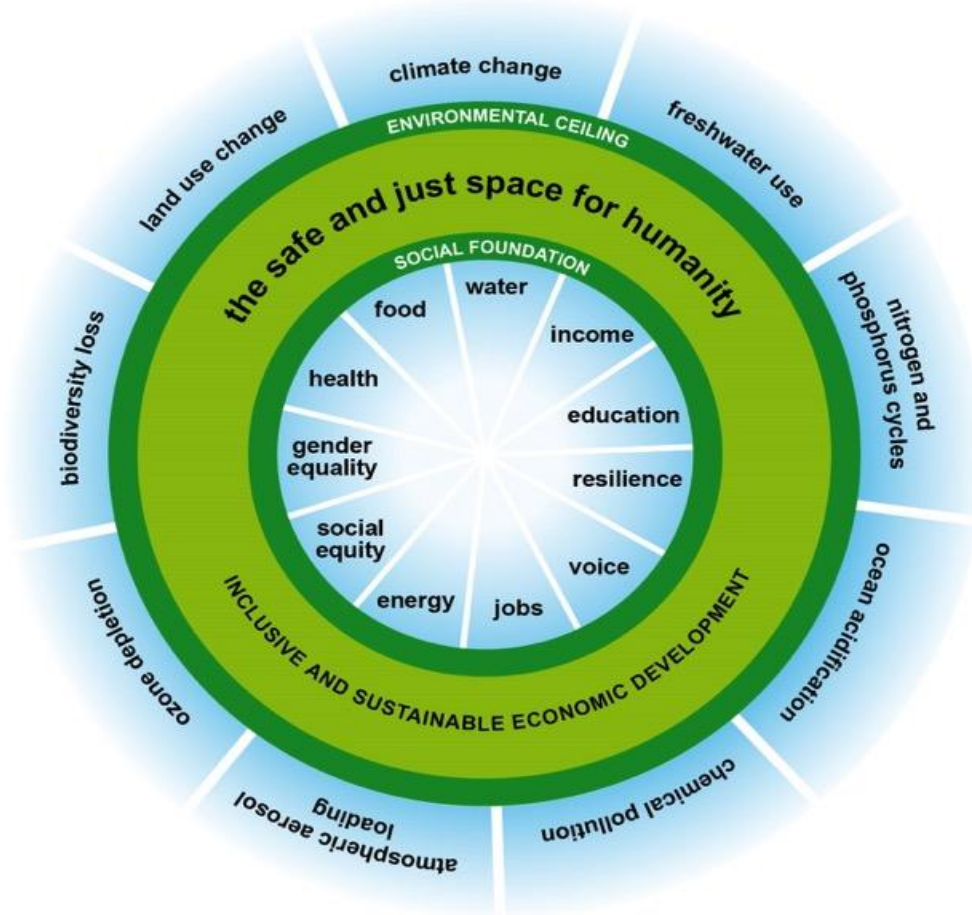 climate change
freshwater use
nitrogen and
phosphorus cycles
ocean acidification
chemical pollution
atmospheric aerosol
loading
ozone depletion
biodiversity loss
land use change
ENVIRONMENTAL CEILING
the safe and just space for humanity
SOCIAL FOUNDATION
water
income
education
resilience
voice
jobs
energy
social
equity
gender
equality
health
food
INCLUSIVE AND SUSTAINABLE ECONOMIC DEVELOPMENT